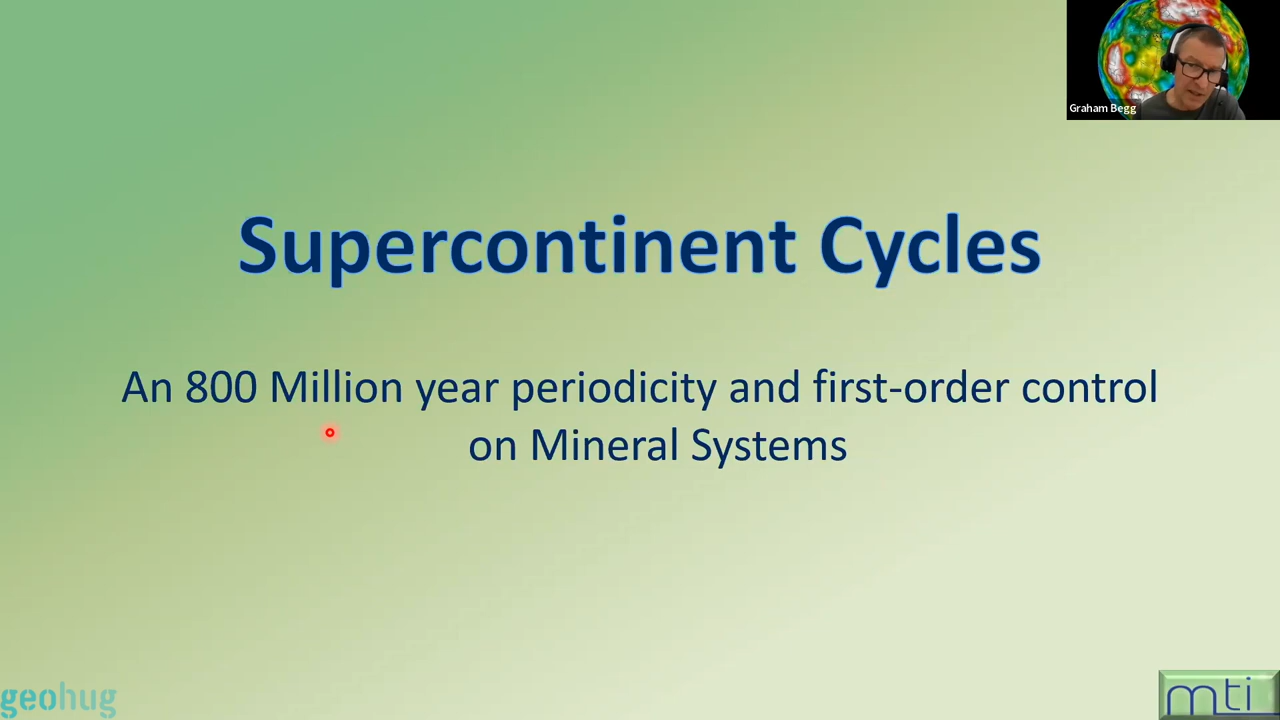 Graham Begg
Supercontinent Cycles
An 800 Million year periodicity and first-order control
on Mineral Systems
geohug
mti